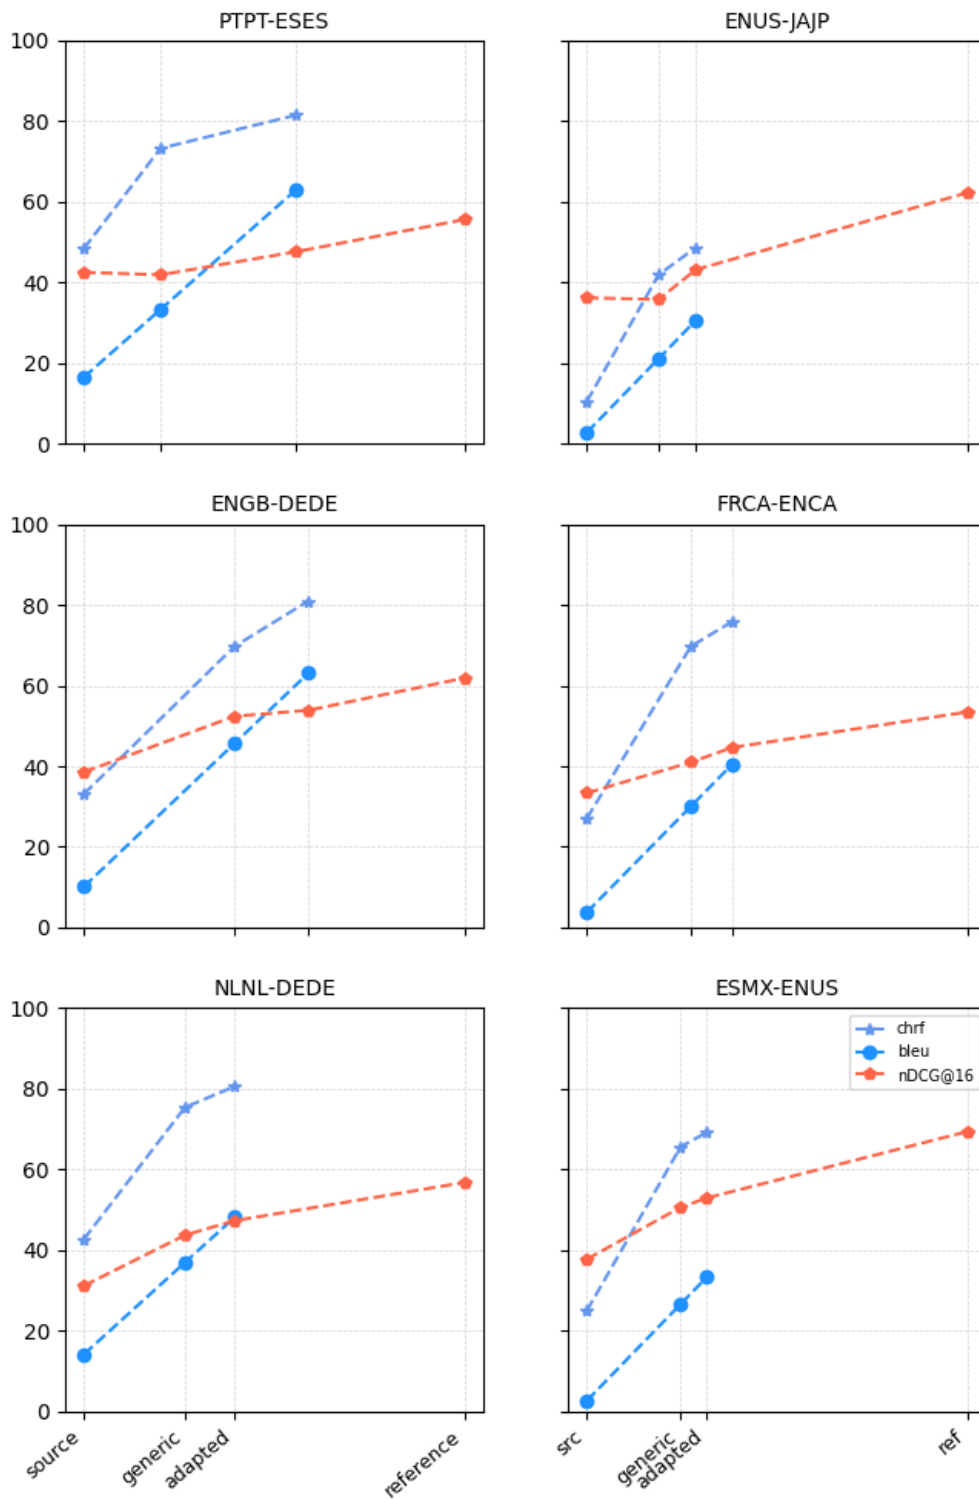 PTPT-ESES
ENUS-JAJP
100
80
60
40
20
0
ENGB-DEDE
FRCA-ENCA
100
80
60
40
20
0
NLNL-DEDE
ESMX-ENUS
100
80
60
40
20
0
chrf
bleu
nDCG@16
source
generic
adapted
reference
src
generic
adapted
ref